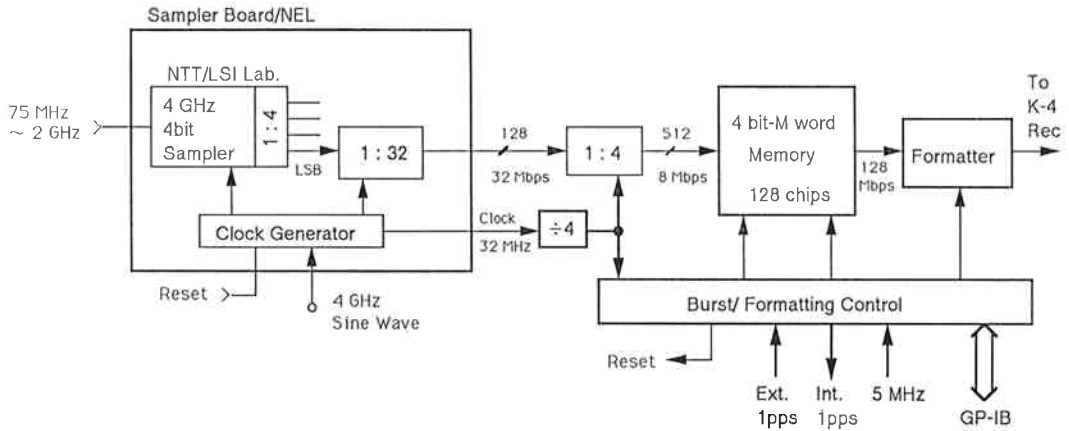 Sampler Board/NEL
NTT/LSI Lab.
75 MHz
~ 2 GHz
4 GHz
4bit
Sampler
1:4
LSB
1 : 32
128
32 Mbps
1 : 4
512
8 Mbps
4 bit-M word
Memory
128 chips
128
Mbps
Formatter
To
K-4
Rec
Clock Generator
Clock
32 MHz
÷4
Reset
4 GHz
Sine Wave
Burst/ Formatting Control
Reset
Ext.
1pps
Int.
1pps
5 MHz
GP-IB